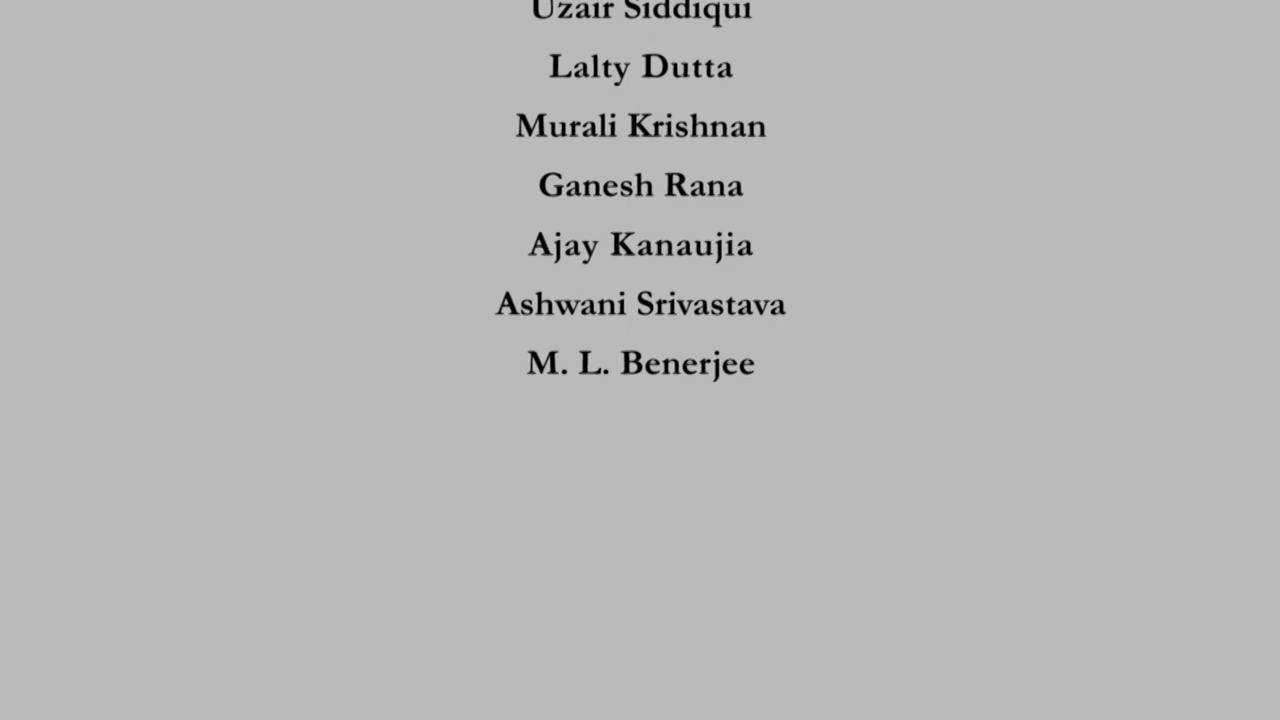 Uzair Siddiqui
Lalty Dutta
Murali Krishnan
Ganesh Rana
Ajay Kanaujia
Ashwani Srivastava
M. L. Benerjee